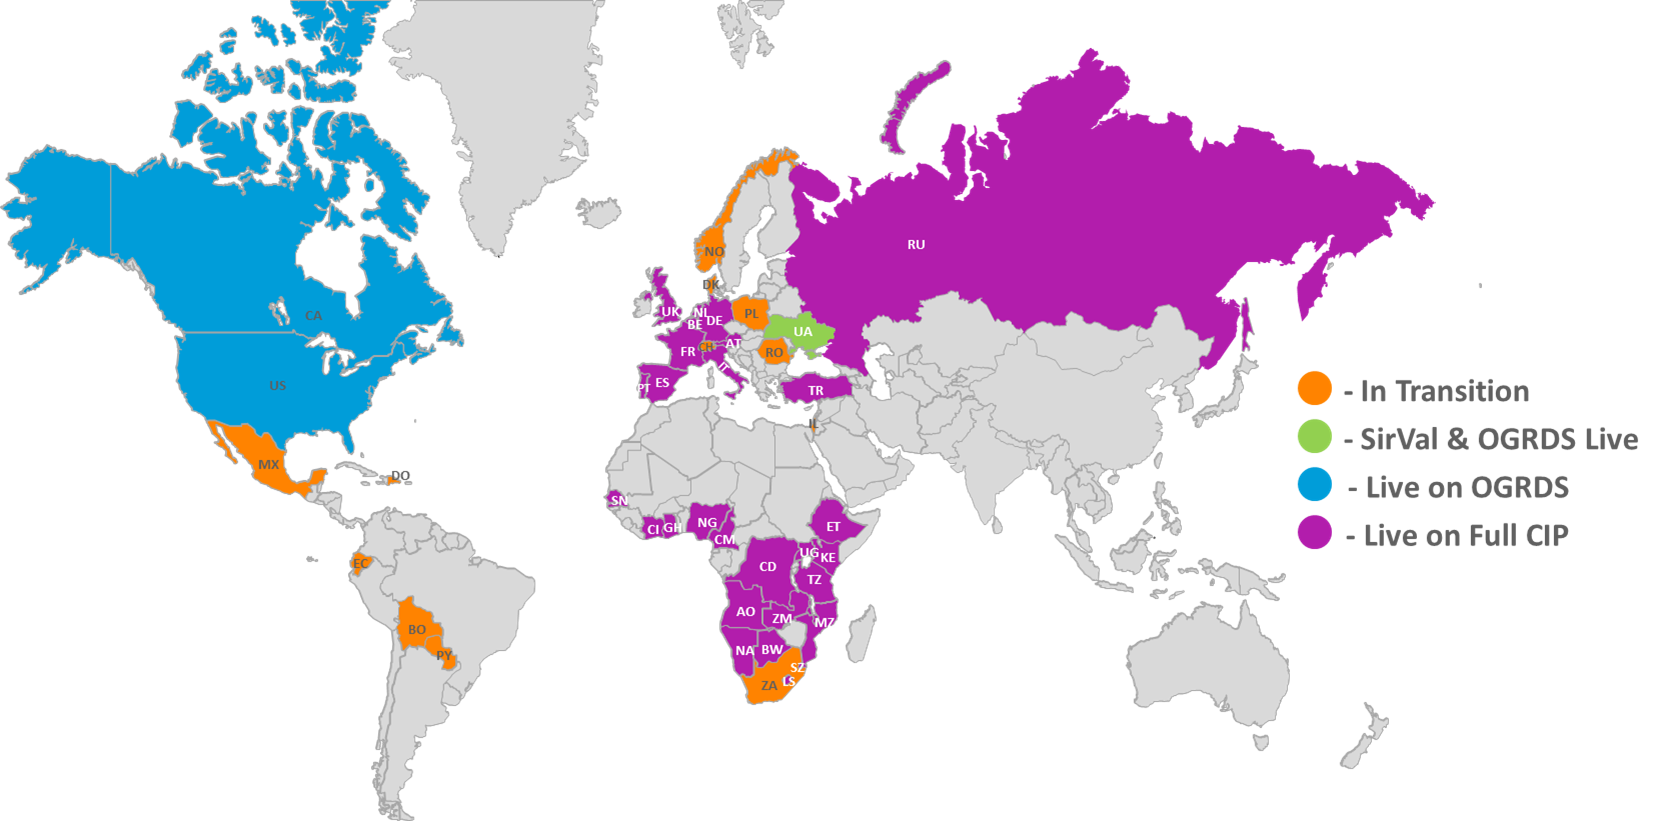 RU
NO
DK
UK
NL
BE
DE
PL
CA
UA
FR
CH
AT
RO
IT
PT
ES
TR
US
IL
MX
DO
SN
CI
GH
NG
CM
ET
UG
KE
EC
CD
TZ
AO
ZM
MZ
BO
NA
BW
PY
SZ
ZA
LS
- In Transition
- SirVal & OGRDS Live
- Live on OGRDS
- Live on Full CIP